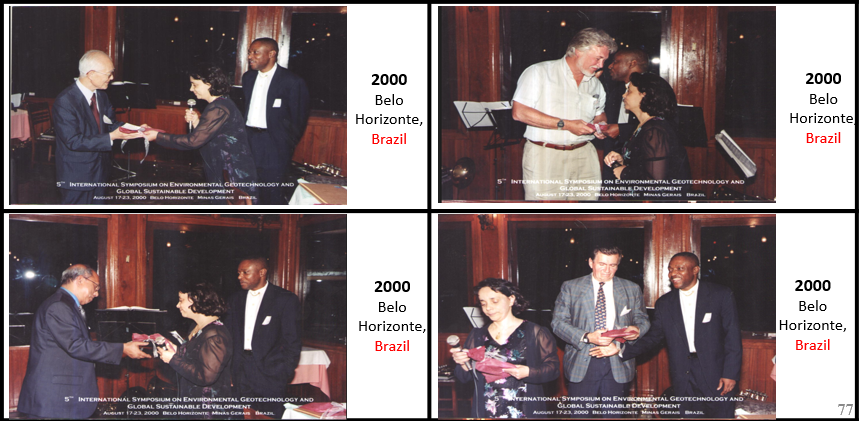 5TH INTERNATIONAL SYMPOSIUM ON ENVIRONMENTAL GEOTECHNOLOGY AND
GLOBAL SUSTAINABLE DEVELOPMENT
AUGUST 17-23, 2000 BELO HORIZONTE MINAS GERAIS BRAZIL
2000
Belo
Horizonte,
Brazil
5TH INTERNATIONAL SYMPOSIUM ON ENVIRONMENTAL GEOTECHNOLOGY AND
GLOBAL SUSTAINABLE DEVELOPMENT
AUGUST 17-23, 2000 BELO HORIZONTE MINAS GERAIS BRAZIL
2000
Belo
Horizonte,
Brazil
5TH INTERNATIONAL SYMPOSIUM ON ENVIRONMENTAL GEOTECHNOLOGY AND
GLOBAL SUSTAINABLE DEVELOPMENT
AUGUST 17-23, 2000 BELO HORIZONTE MINAS GERAIS BRAZIL
2000
Belo
Horizonte,
Brazil
5TH INTERNATIONAL SYMPOSIUM ON ENVIRONMENTAL GEOTECHNOLOGY AND
GLOBAL SUSTAINABLE DEVELOPMENT
AUGUST 17-23, 2000 BELO HORIZONTE MINAS GERAIS BRAZIL
2000
Belo
Horizonte,
Brazil
77